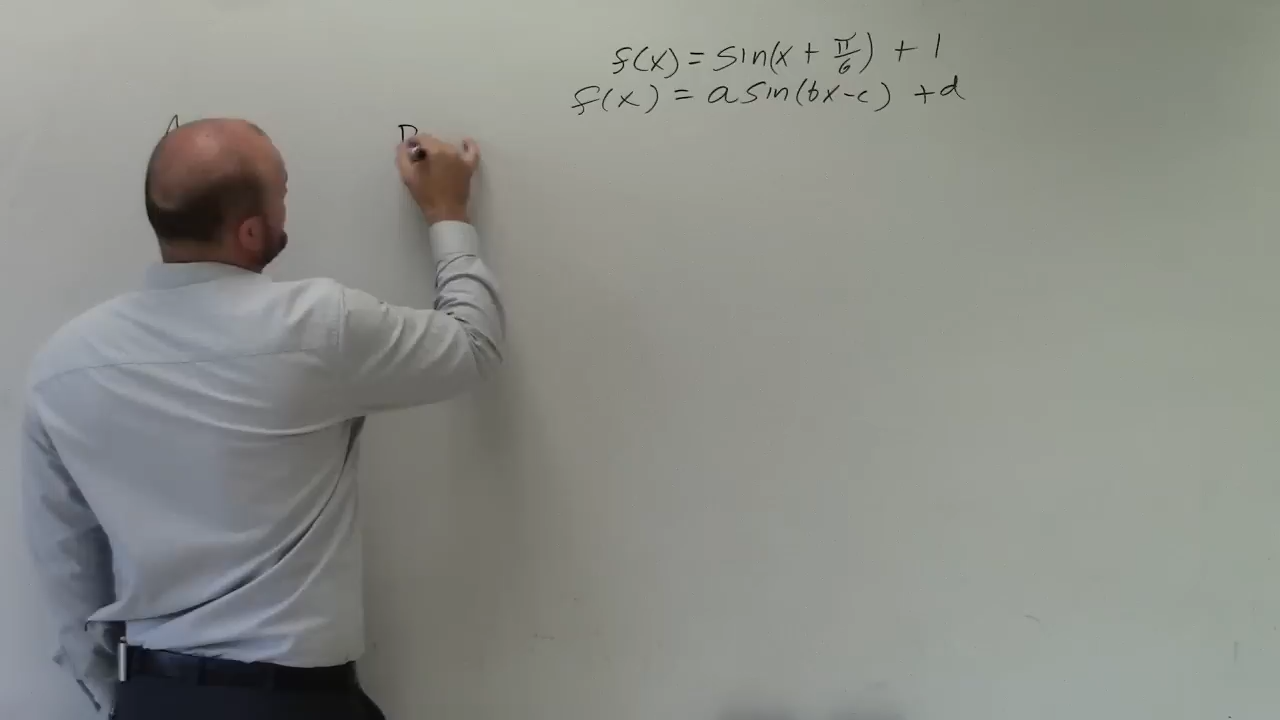 f(x) = sin(x + π/6) + 1
f(x) = a sin(bx-c) + d
A